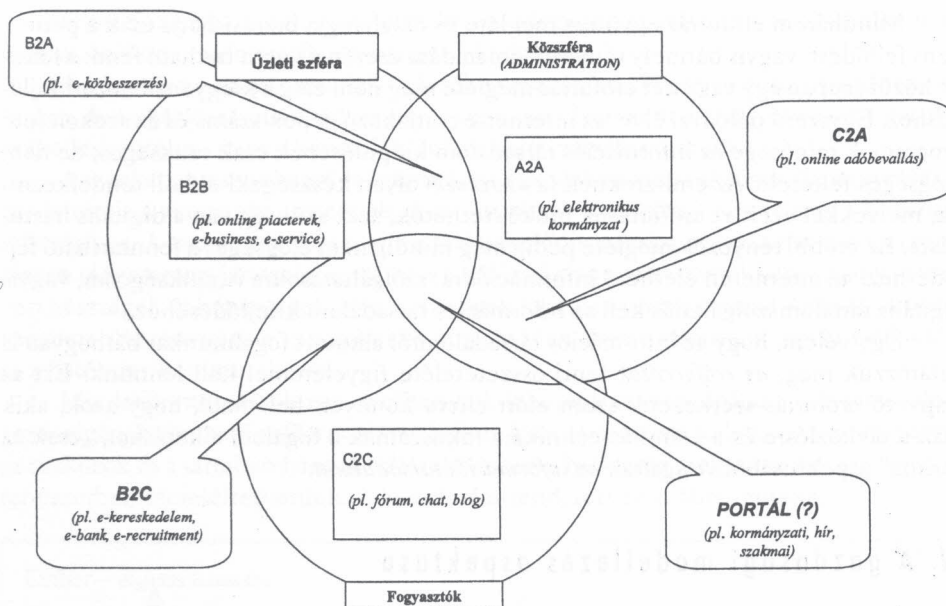 B2A
(pl. e-közbeszerzés)
Üzleti szféra
Közszféra
(ADMINISTRATION)
C2A
(pl. online adóbevallás)
B2B
(pl. online piacterek,
e-business, e-service)
A2A
(pl. elektronikus
kormányzat )
B2C
(pl. e-kereskedelem,
e-bank, e-recruitment)
C2C
(pl. fórum, chat, blog)
PORTÁL (?)
(pl. kormányzati, hír,
szakmai)
Fogyasztók